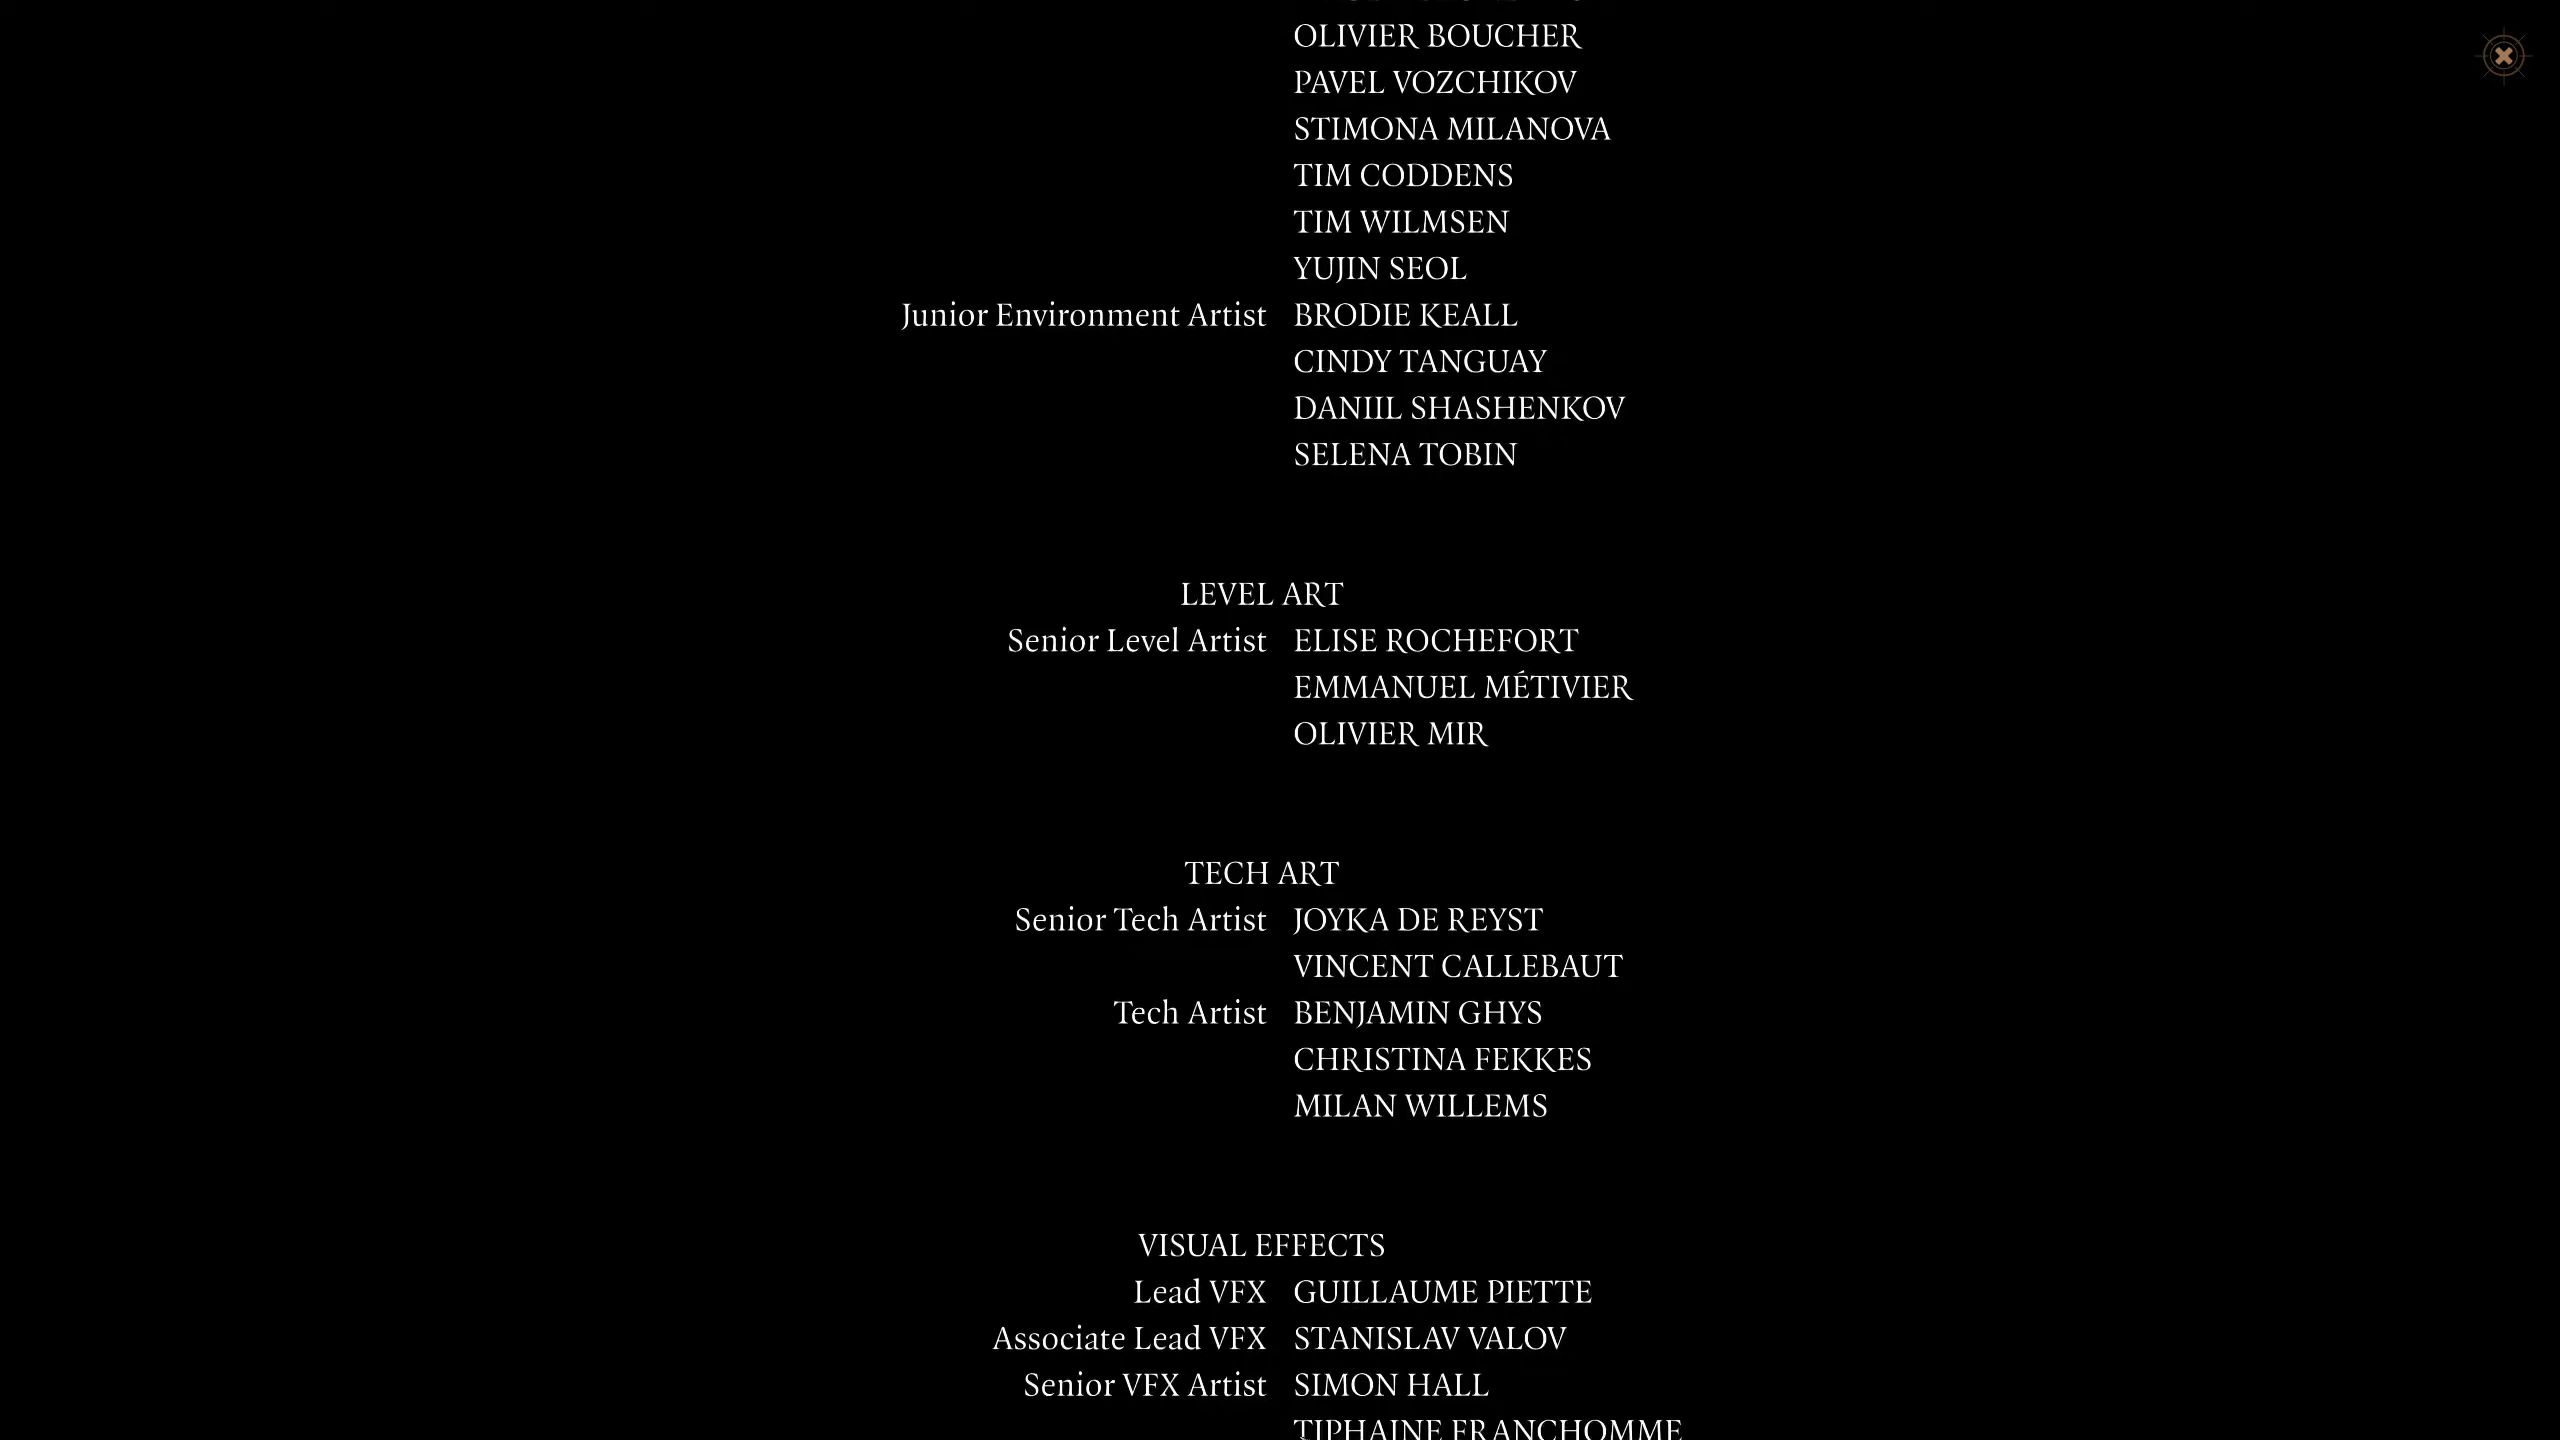 OLIVIER BOUCHER
PAVEL VOZCHIKOV
STIMONA MILANOVA
TIM CODDENS
TIM WILMSEN
YUJIN SEOL
Junior Environment Artist BRODIE KEALL
CINDY TANGUAY
DANIIL SHASHENKOV
SELENA TOBIN
LEVEL ART
Senior Level Artist ELISE ROCHEFORT
EMMANUEL MÉTIVIER
OLIVIER MIR
TECH ART
Senior Tech Artist JOYKA DE REYST
VINCENT CALLEBAUT
Tech Artist BENJAMIN GHYS
CHRISTINA FEKKES
MILAN WILLEMS
VISUAL EFFECTS
Lead VFX GUILLAUME PIETTE
Associate Lead VFX STANISLAV VALOV
Senior VFX Artist SIMON HALL
TIPHAINE FRANCHOMME